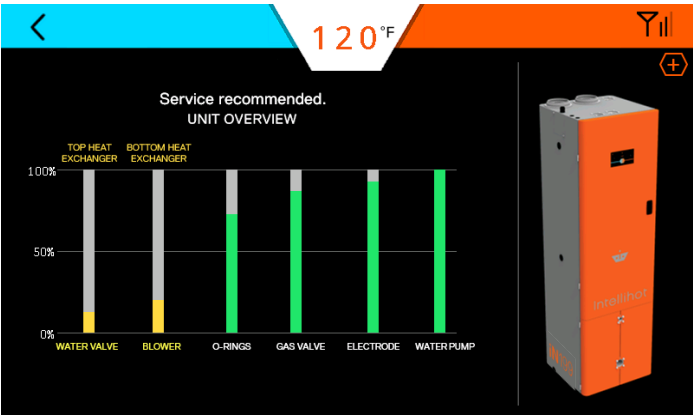 120°F
Service recommended.
UNIT OVERVIEW
TOP HEAT
EXCHANGER
BOTTOM HEAT
EXCHANGER
100%
50%
0%
WATER VALVE
BLOWER
O-RINGS
GAS VALVE
ELECTRODE
WATER PUMP
intellihot